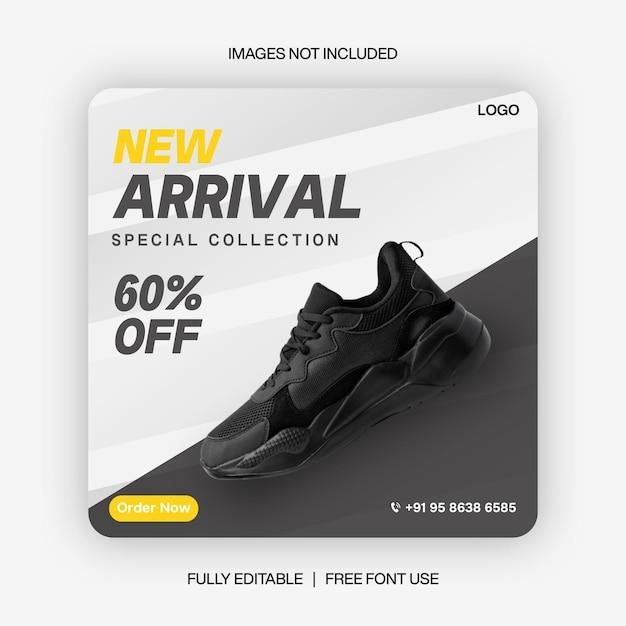 IMAGES NOT INCLUDED
LOGO
NEW
ARRIVAL
SPECIAL COLLECTION
60%
OFF
Order Now
+91 95 8638 6585
FULLY EDITABLE | FREE FONT USE